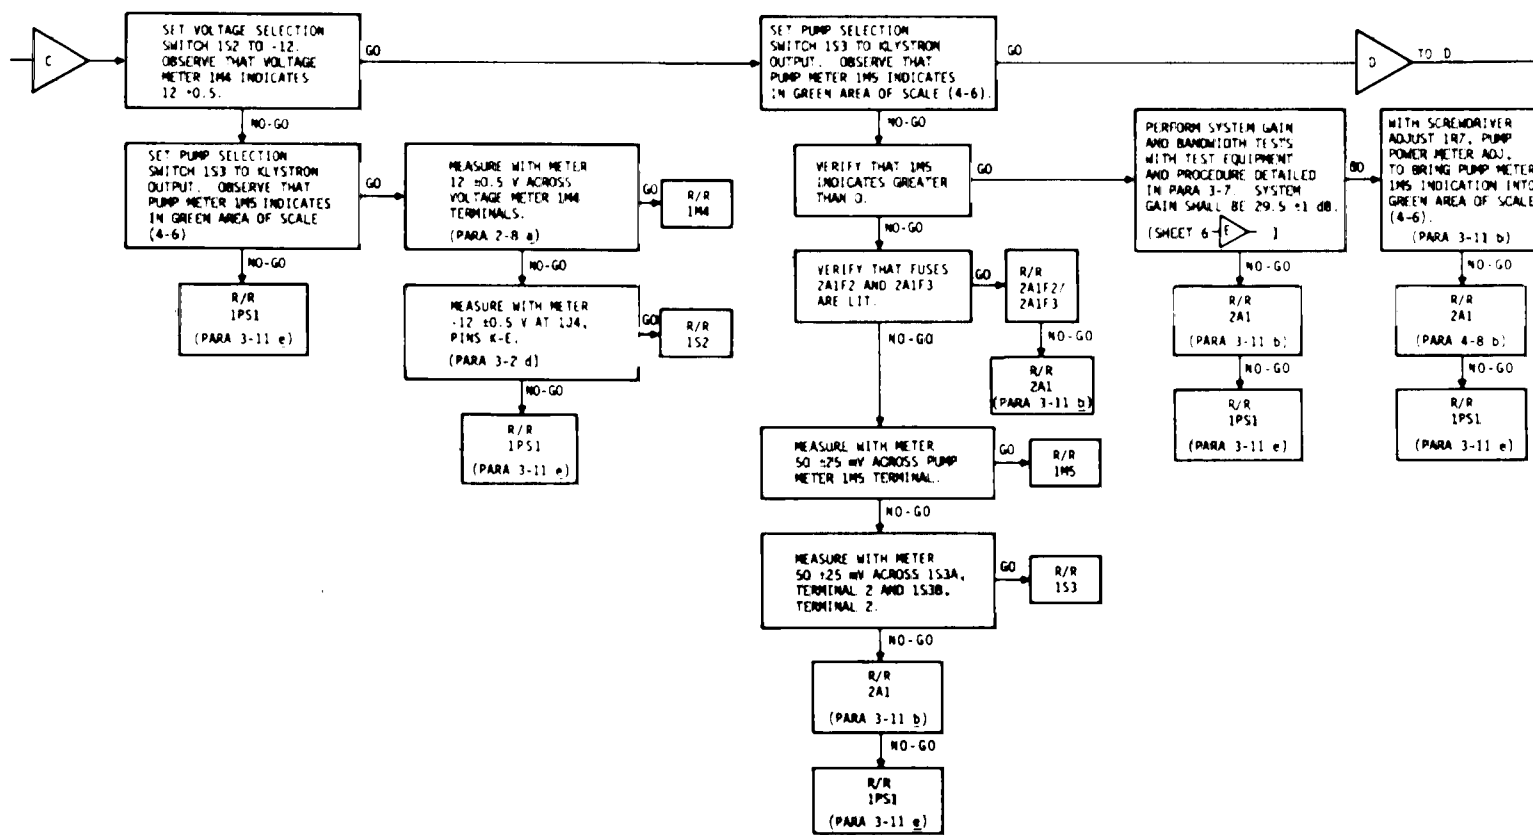 C
SET VOLTAGE SELECTION
SWITCH 1S2 TO -12.
OBSERVE THAT VOLTAGE
METER 1M4 INDICATES
12 ±0.5.
GO
NO-GO
SET PUMP SELECTION
SWITCH 1S3 TO KLYSTRON
OUTPUT. OBSERVE THAT
PUMP METER 1M5 INDICATES
IN GREEN AREA OF SCALE
(4-6)
GO
NO-GO
R/R
1PS1
(PARA 3-11 e)
MEASURE WITH METER
12 ±0.5 V ACROSS
VOLTAGE METER 1M4
TERMINALS.
(PARA 2-8 a)
GO
R/R
1M4
NO-GO
MEASURE WITH METER
-12 ±0.5 V AT 1J4,
PINS K-E.
(PARA 3-2 d)
GO
R/R
1S2
NO-GO
R/R
1PS1
(PARA 3-11 e)
SET PUMP SELECTION
SWITCH 1S3 TO KLYSTRON
OUTPUT. OBSERVE THAT
PUMP METER 1M5 INDICATES
IN GREEN AREA OF SCALE (4-6).
GO
D
TO D
NO-GO
VERIFY THAT 1M5
INDICATES GREATER
THAN 0.
GO
NO-GO
VERIFY THAT FUSES
2A1F2 AND 2A1F3
ARE LIT.
GO
R/R
2A1F2/
2A1F3
NO-GO
R/R
2A1
(PARA 3-11 b)
NO-GO
MEASURE WITH METER
50 ±25 mV ACROSS PUMP
METER 1M5 TERMINAL.
GO
R/R
1M5
NO-GO
MEASURE WITH METER
50 ±25 mV ACROSS 1S3A,
TERMINAL 2 AND 1S3B,
TERMINAL 2.
GO
R/R
1S3
NO-GO
R/R
2A1
(PARA 3-11 b)
NO-GO
R/R
1PS1
(PARA 3-11 e)
PERFORM SYSTEM GAIN
AND BANDWIDTH TESTS
WITH TEST EQUIPMENT
AND PROCEDURE DETAILED
IN PARA 3-7. SYSTEM
GAIN SHALL BE 29.5 ±1 dB.
(SHEET 6 E )
NO-GO
R/R
2A1
(PARA 3-11 b)
NO-GO
R/R
1PS1
(PARA 3-11 e)
WITH SCREWDRIVER
ADJUST 1R7, PUMP
POWER METER ADJ,
TO BRING PUMP METER
1M5 INDICATION INTO
GREEN AREA OF SCALE
(4-6).
(PARA 3-11 b)
NO-GO
R/R
2A1
(PARA 4-8 b)
NO-GO
R/R
1PS1
(PARA 3-11 e)